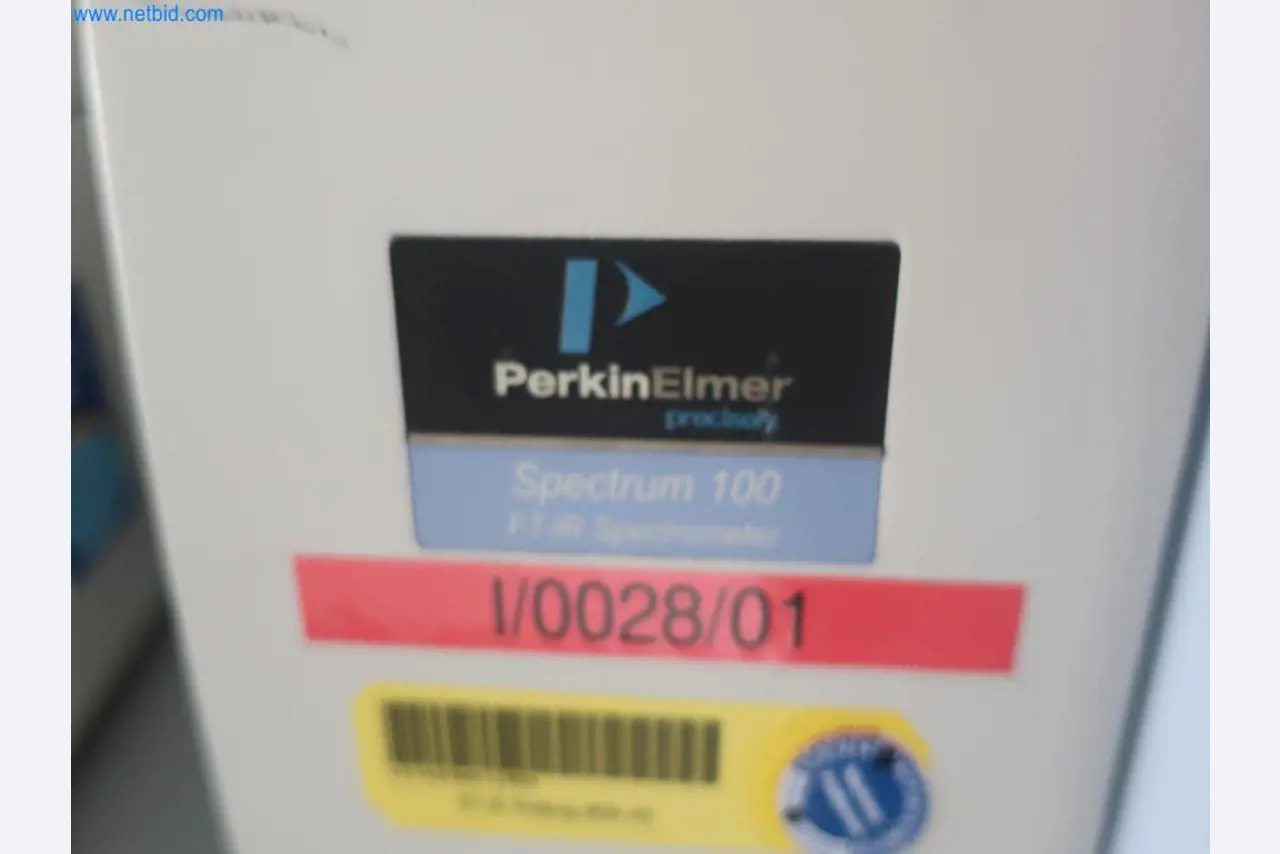 www.netbid.com
PerkinElmer
precisely
Spectrum 100
FT-IR Spectrometer
I/0028/01